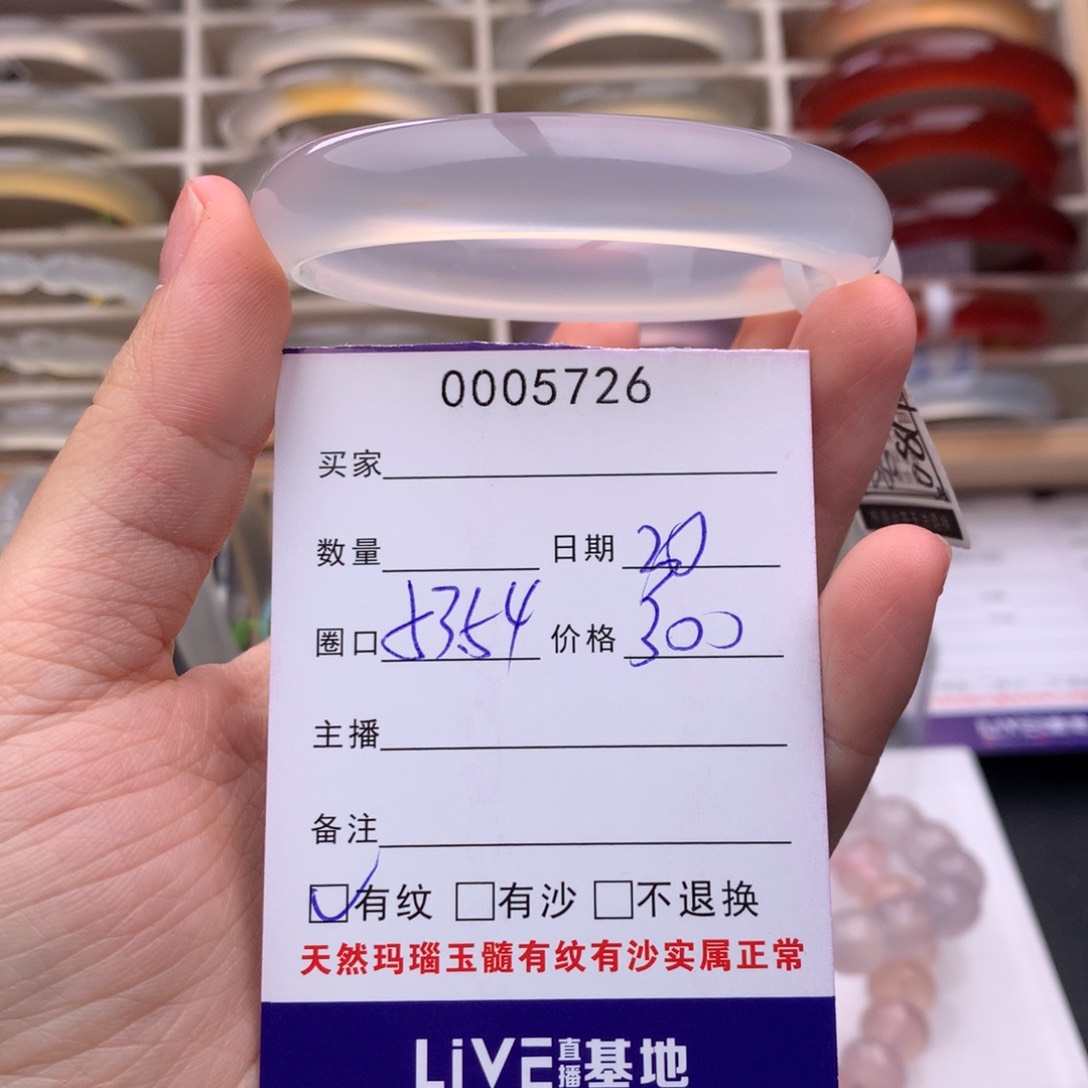 0005726
买家
数量 日期 20
圈口 53.54 价格 300
主播
备注
有纹 有沙 不退换
天然玛瑙玉髓有纹有沙实属正常
LiVE直播基地